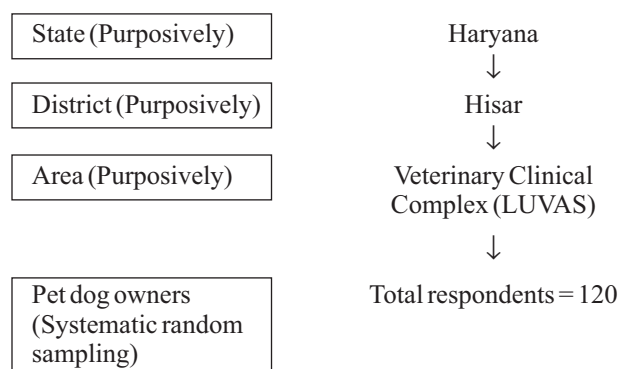 State (Purposively)
Haryana
↓
District (Purposively)
Hisar
↓
Area (Purposively)
Veterinary Clinical
Complex (LUVAS)
↓
Pet dog owners
(Systematic random
sampling)
Total respondents = 120